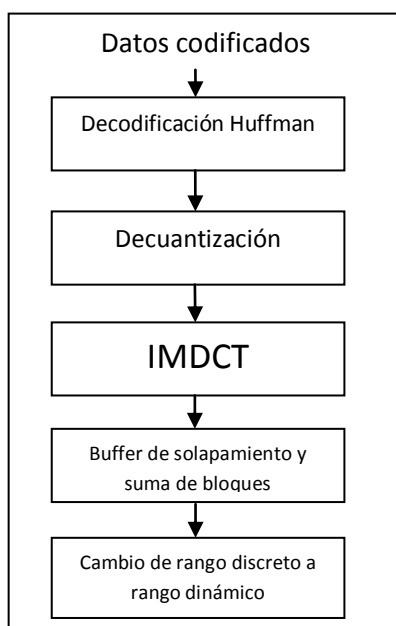 Datos codificados
Decodificación Huffman
Decuantización
IMDCT
Buffer de solapamiento y
suma de bloques
Cambio de rango discreto a
rango dinámico